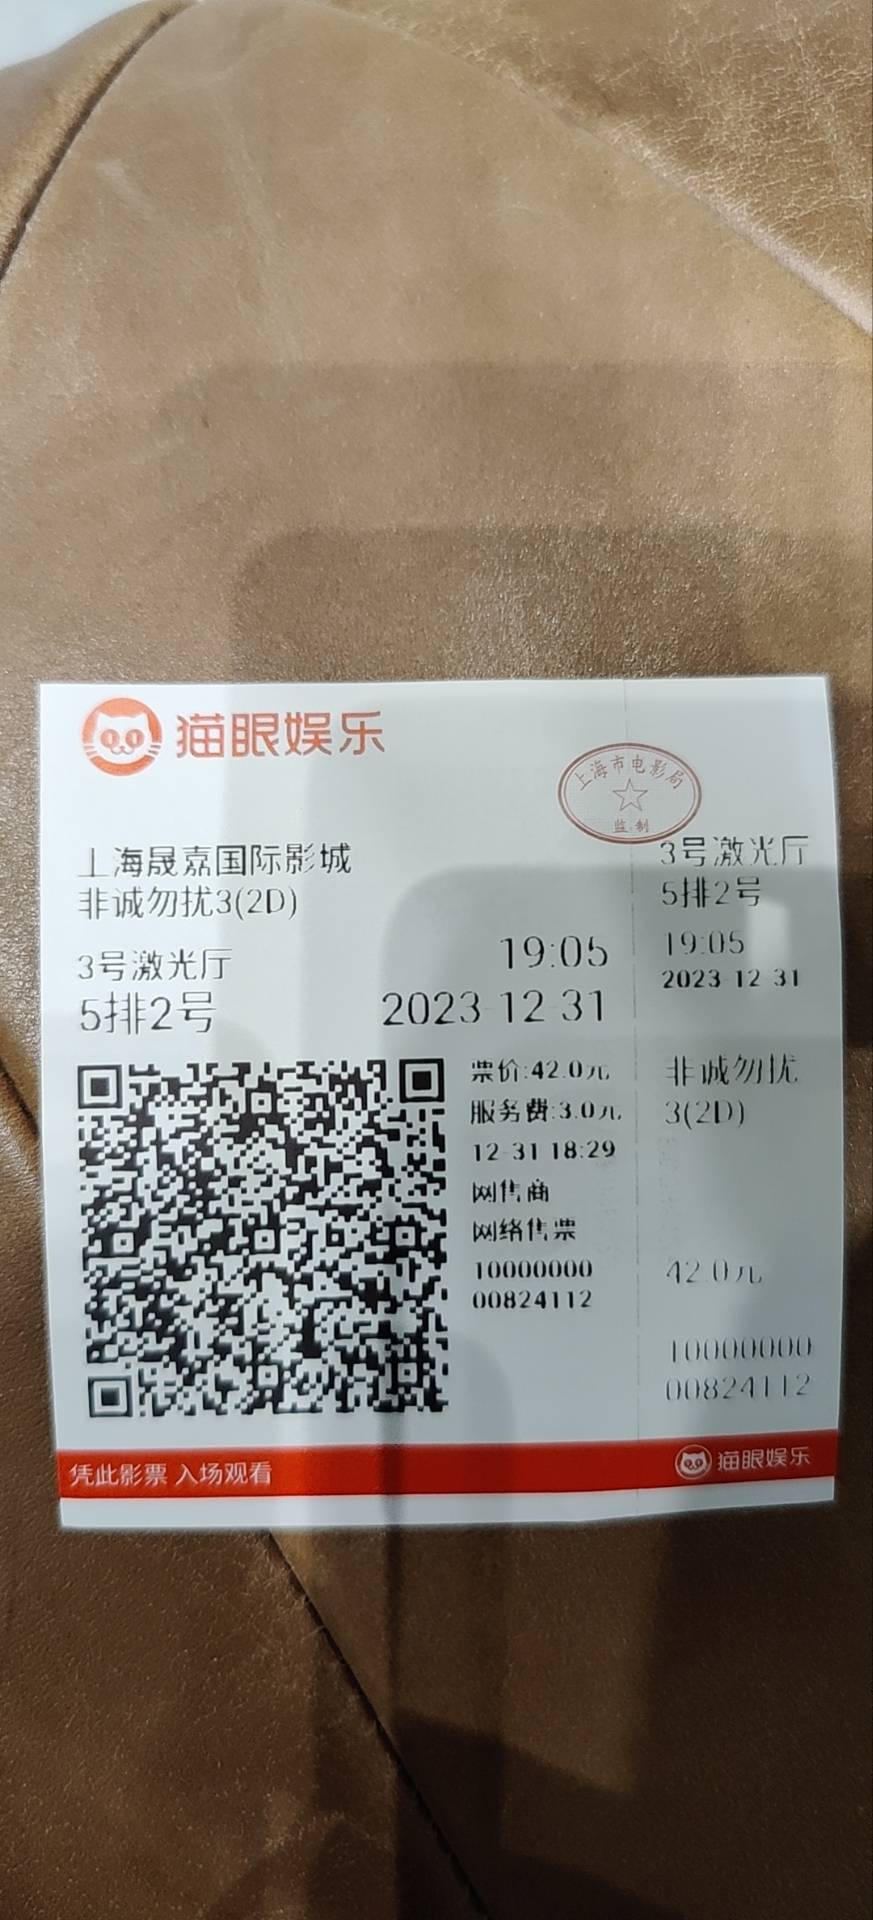 猫眼娱乐
上海市电影局
监制
上海晟嘉国际影城
非诚勿扰3(2D)
3号激光厅
19:05
5排2号
2023-12-31
票价:42.0元
服务费:3.0元
12-31 18:29
网售商
网络售票
10000000
00824112
3号激光厅
5排2号
19:05
2023-12-31
非诚勿扰
3(2D)
42.0元
10000000
00824112
凭此影票 入场观看
猫眼娱乐